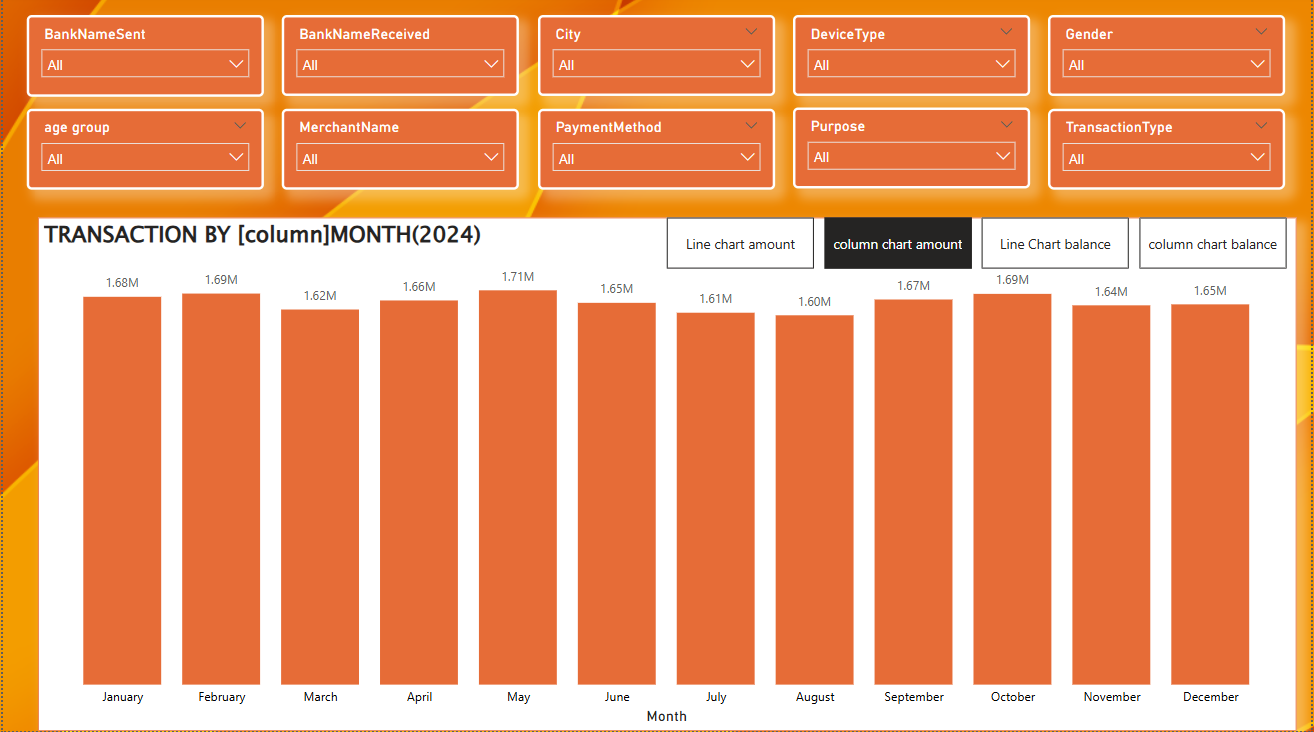 BankNameSent
BankNameReceived
City
DeviceType
Gender
All
All
All
All
All
age group
MerchantName
PaymentMethod
Purpose
TransactionType
All
All
All
All
All
TRANSACTION BY [column]MONTH(2024)
Line chart amount
column chart amount
Line Chart balance
column chart balance
1.68M
1.69M
1.62M
1.66M
1.71M
1.65M
1.61M
1.60M
1.67M
1.69M
1.64M
1.65M
January
February
March
April
May
June
July
August
September
October
November
December
Month